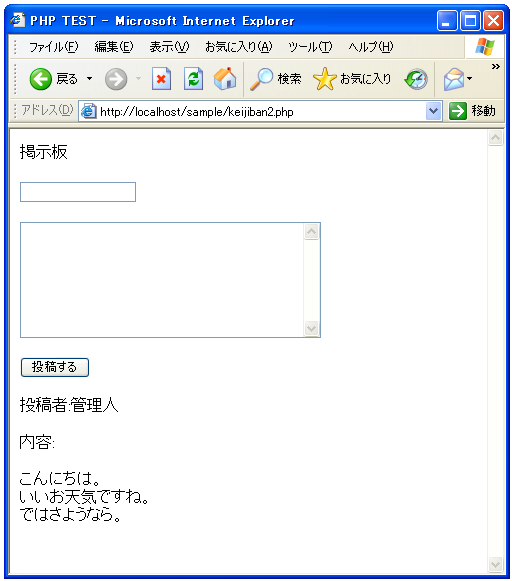 PHP TEST - Microsoft Internet Explorer
ファイル(F) 編集(E) 表示(V) お気に入り(A) ツール(T) ヘルプ(H)
戻る 検索 お気に入り »
アドレス(D) http://localhost/sample/keijiban2.php 移動
掲示板
投稿する
投稿者:管理人
内容:
こんにちは。
いいお天気ですね。
ではさようなら。